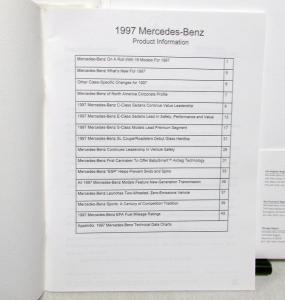 1997 Mercedes-Benz
Product Information
Mercedes-Benz On A Roll With 16 Models For 1997
Mercedes-Benz What's New For 1997
Other Class-Specific Changes for 1997
Mercedes-Benz of North America Corporate Profile
1997 Mercedes-Benz C-Class Sedans Continue Value Leadership
1997 Mercedes-Benz E-Class Sedans Lead In Safety, Performance and Value 13
1997 Mercedes-Benz S-Class Models Lead Premium Segment 17
1997 Mercedes-Benz SL Coupe/Roadsters Debut Glass Hardtop 21
Mercedes-Benz Continues Leadership In Vehicle Safety
Mercedes-Benz First Carmaker To Offer BabySmart™ Airbag Technology
Mercedes-Benz "ESP" Helps Prevent Skids and Spins
All 1997 Mercedes-Benz Models Feature New-Generation Transmission
Mercedes-Benz Launches Two-Wheeled, Zero-Emissions Vehicle
Mercedes-Benz Sports: A Century of Competition Tradition
1997 Mercedes-Benz EPA Fuel Mileage Ratings
Appendix: 1997 Mercedes-Benz Technical Data Charts